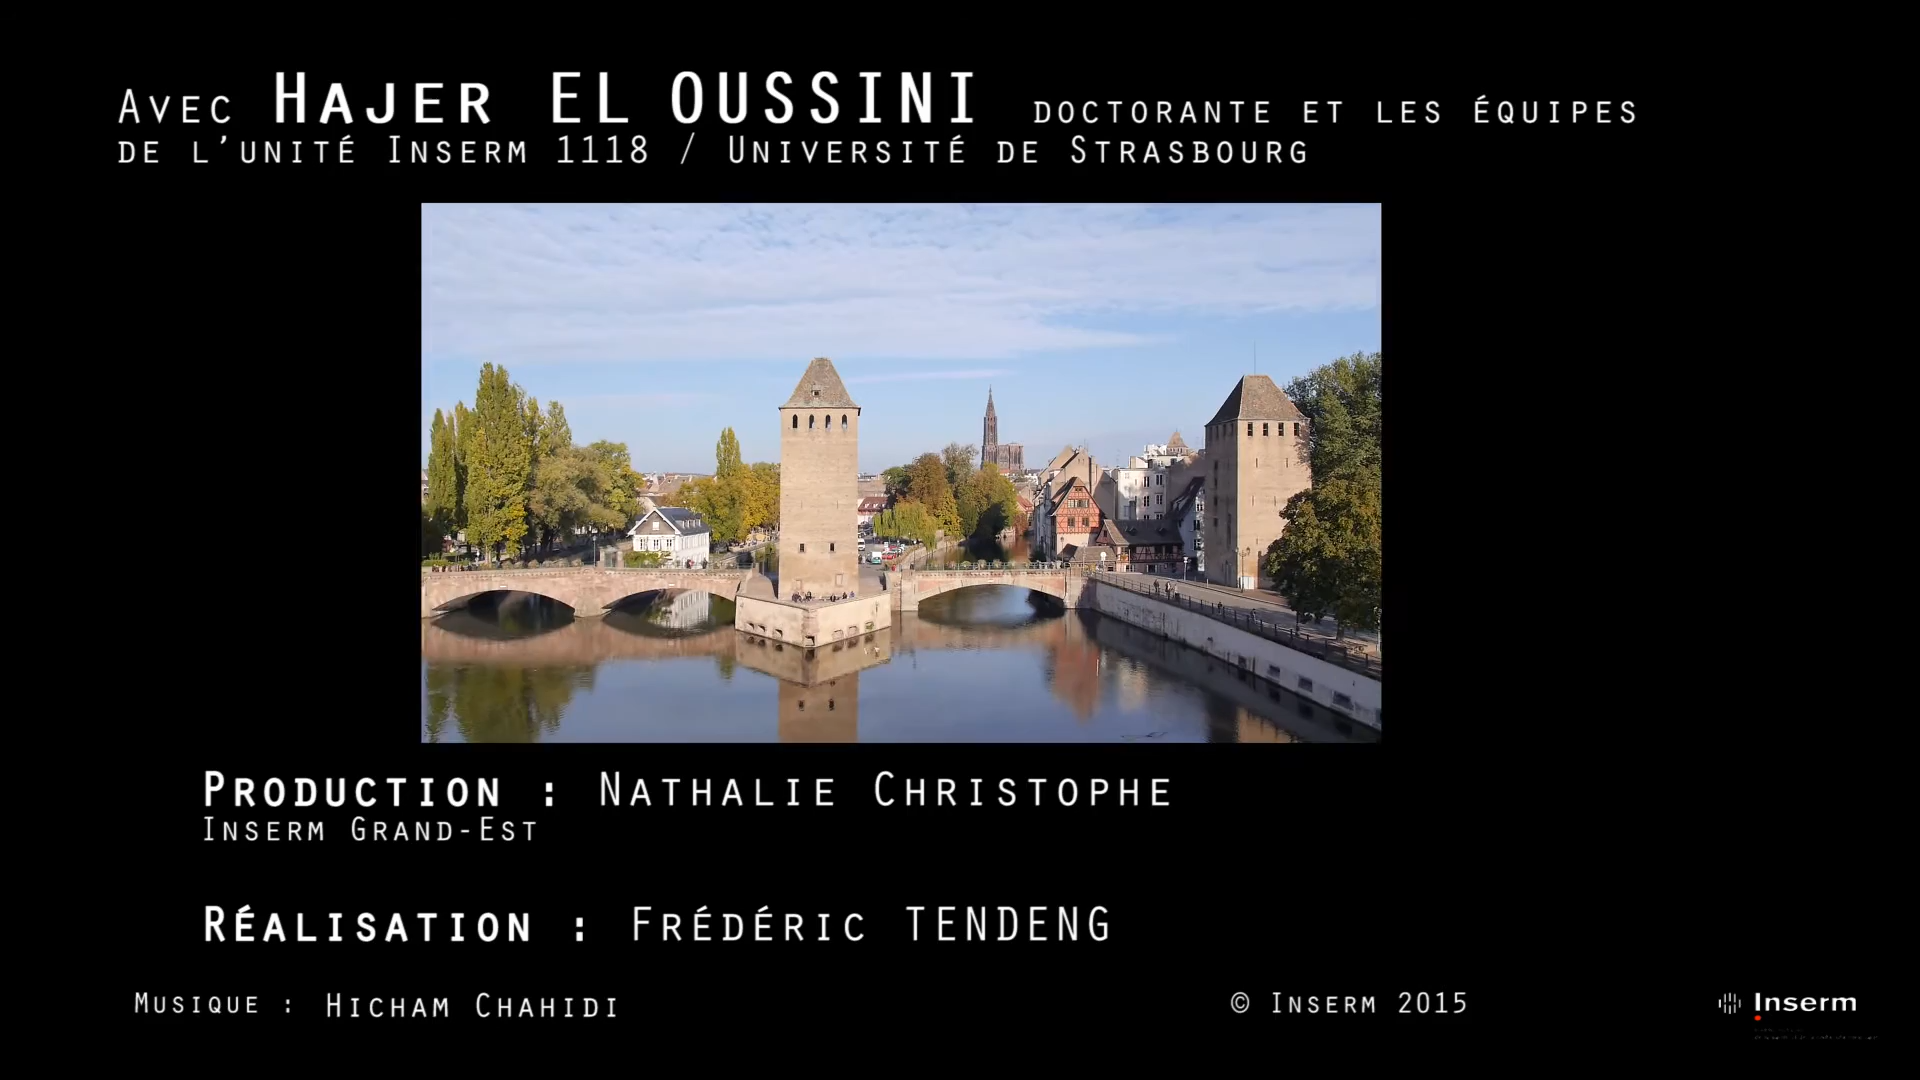 Avec Hajer EL OUSSINI doctorante et les équipes
de l'unité Inserm 1118 / Université de Strasbourg
Production : Nathalie Christophe
Inserm Grand-Est
Réalisation : Frédéric TENDENG
Musique : Hicham Chahidi
© Inserm 2015
Inserm